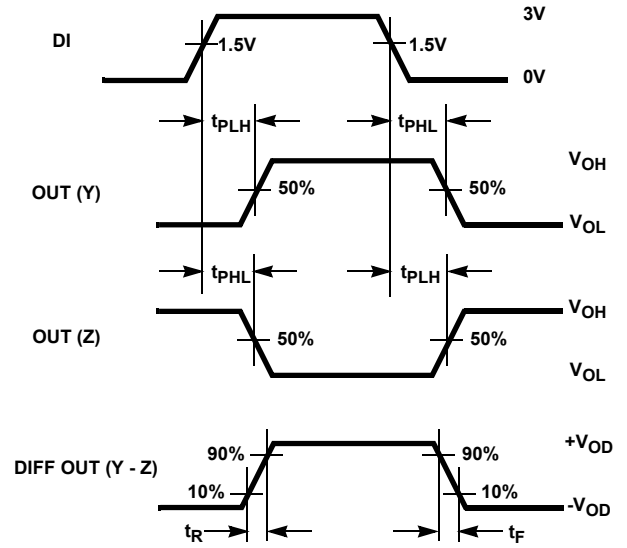 3V
DI
1.5V
1.5V
0V
tPLH
tPHL
VOH
OUT (Y)
50%
50%
VOL
tPHL
tPLH
VOH
OUT (Z)
50%
50%
VOL
+VOD
DIFF OUT (Y - Z)
90%
90%
10%
10%
-VOD
tR
tF